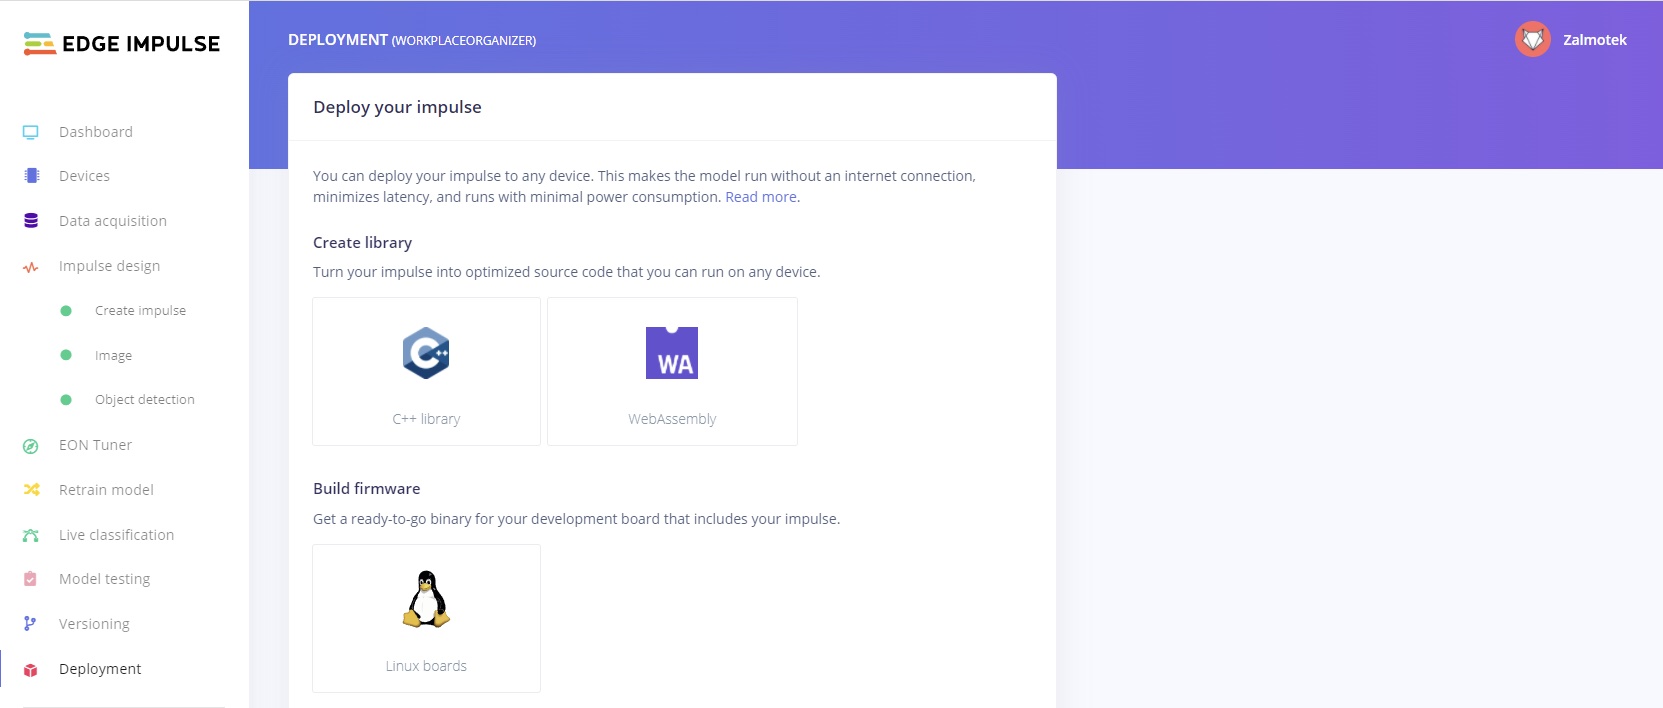 EDGE IMPULSE
Dashboard
Devices
Data acquisition
Impulse design
Create impulse
Image
Object detection
EON Tuner
Retrain model
Live classification
Model testing
Versioning
Deployment
DEPLOYMENT (WORKPLACEORGANIZER)
Zalmotek
Deploy your impulse
You can deploy your impulse to any device. This makes the model run without an internet connection,
minimizes latency, and runs with minimal power consumption. Read more.
Create library
Turn your impulse into optimized source code that you can run on any device.
C++
WA
C++ library
WebAssembly
Build firmware
Get a ready-to-go binary for your development board that includes your impulse.
Linux boards